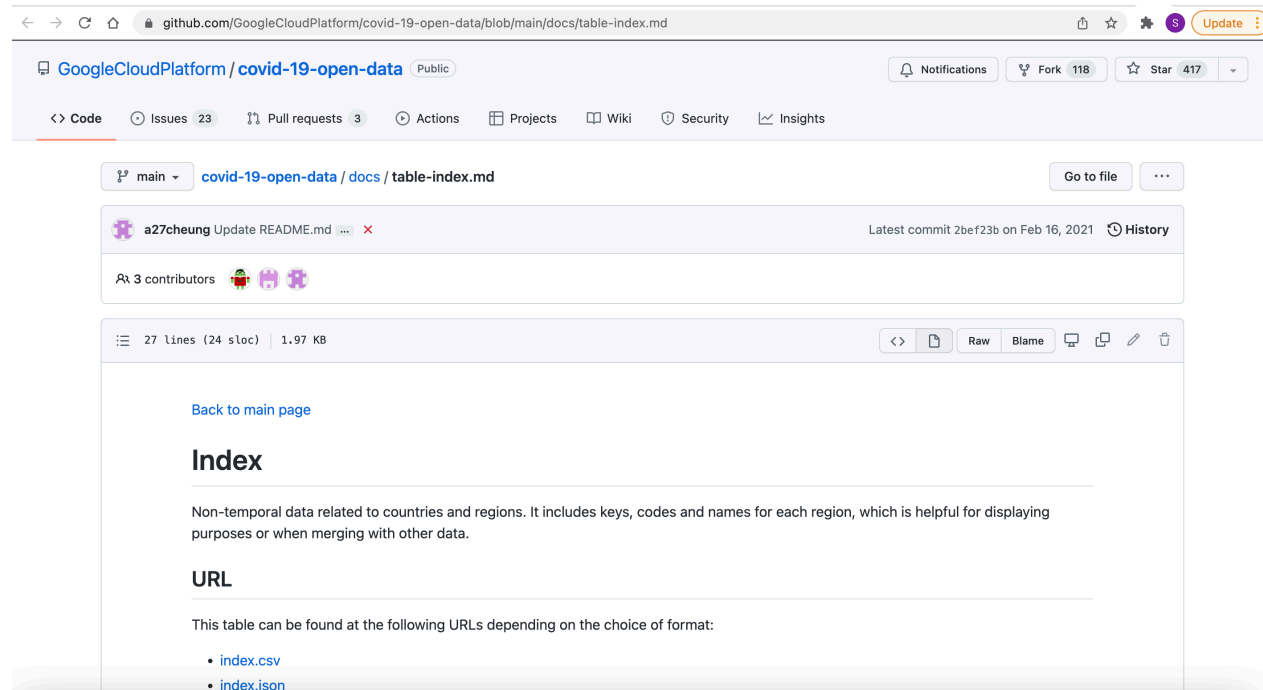 github.com/GoogleCloudPlatform/covid-19-open-data/blob/main/docs/table-index.md S Update
GoogleCloudPlatform / covid-19-open-data Public Notifications Fork 118 Star 417
<> Code Issues 23 Pull requests 3 Actions Projects Wiki Security Insights
main covid-19-open-data / docs / table-index.md Go to file ...
a27cheung Update README.md ... Latest commit 2bef23b on Feb 16, 2021 History
3 contributors
27 lines (24 sloc) 1.97 KB <> Raw Blame
Back to main page
Index
Non-temporal data related to countries and regions. It includes keys, codes and names for each region, which is helpful for displaying
purposes or when merging with other data.
URL
This table can be found at the following URLs depending on the choice of format:
• index.csv
• index.json